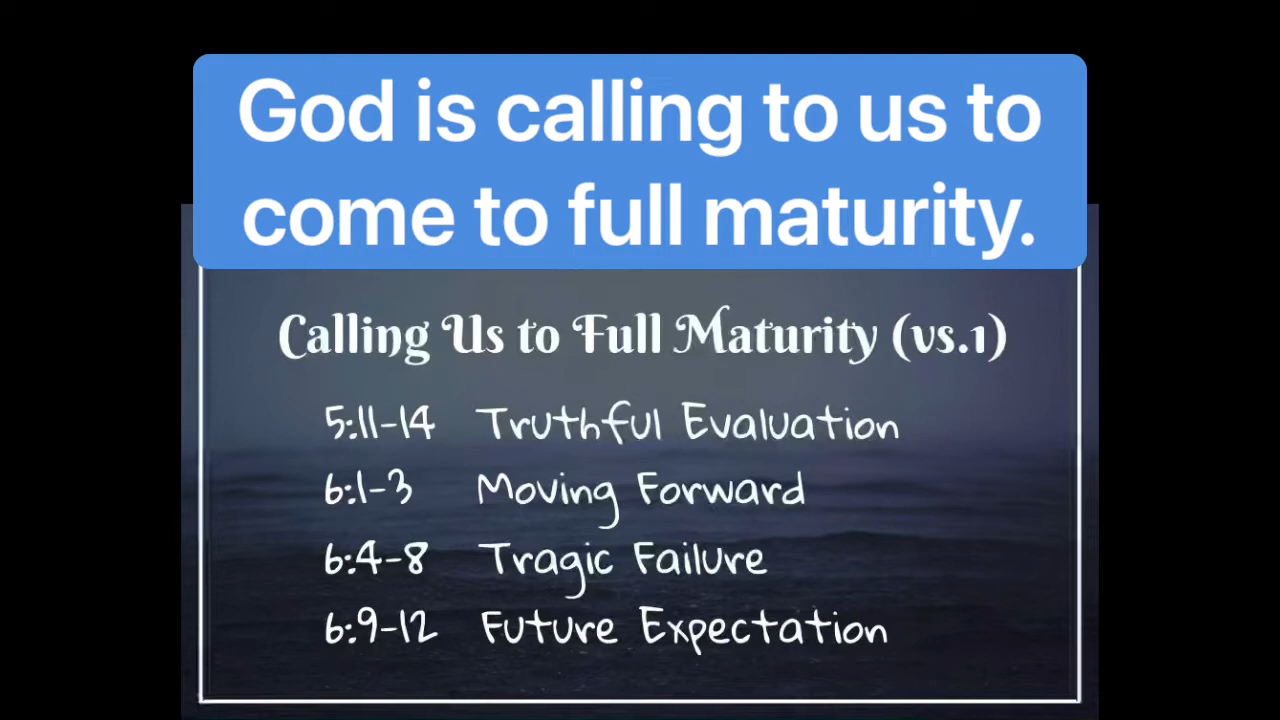 God is calling to us to
come to full maturity.
Calling Us to Full Maturity (vs.1)
5:11-14 Truthful Evaluation
6:1-3 Moving Forward
6:4-8 Tragic Failure
6:9-12 Future Expectation